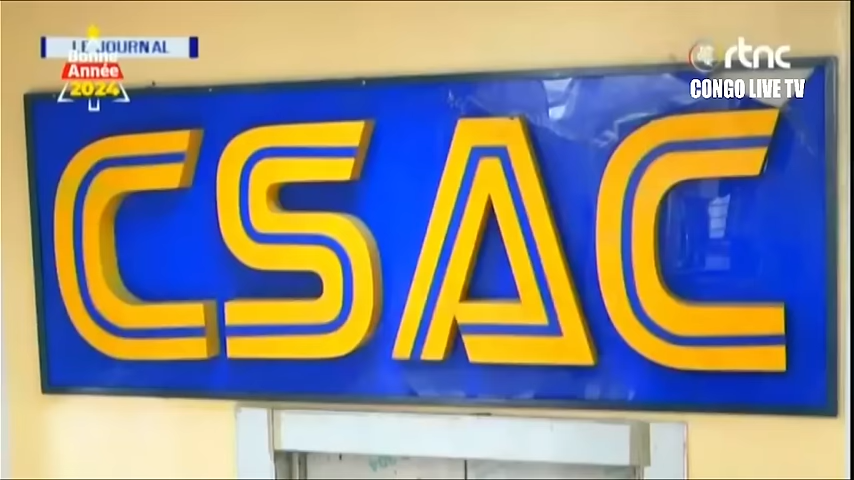 LE JOURNAL
Bonne
Année
2024
rtnc
CONGO LIVE TV
CSAC